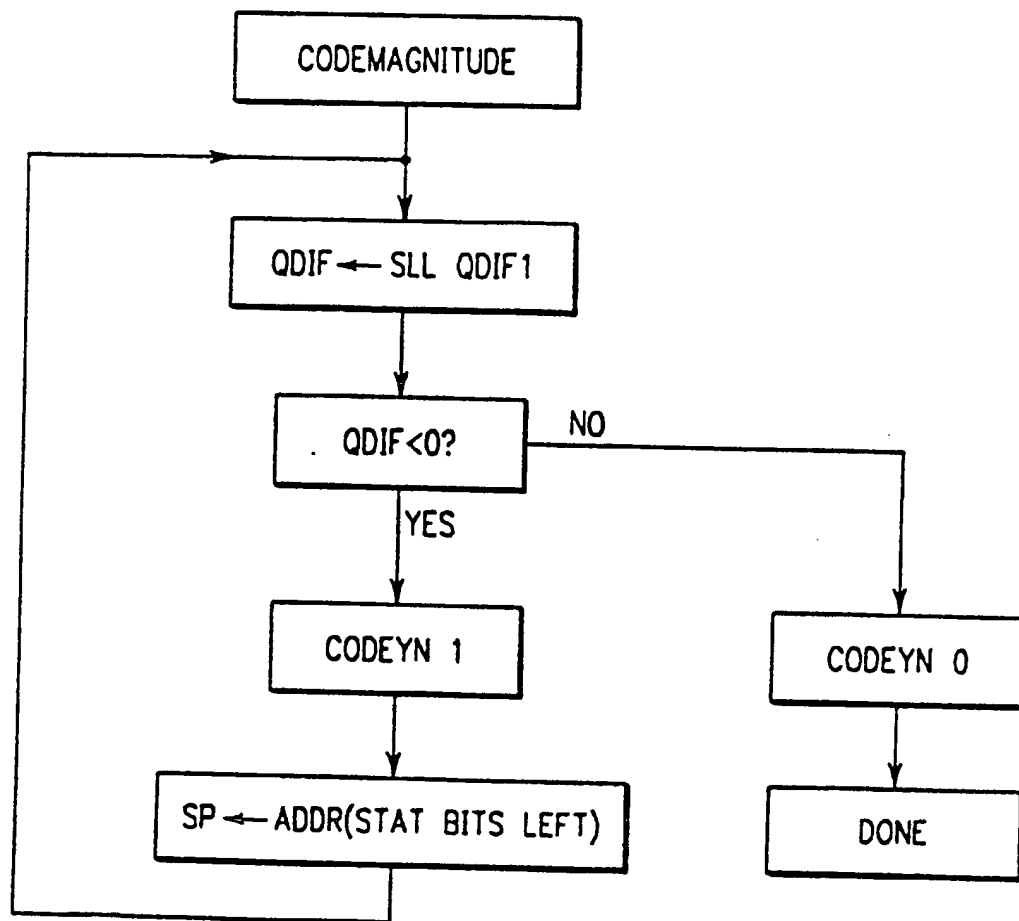 CODEMAGNITUDE
QDIF ← SLL QDIF1
QDIF<0?
NO
YES
CODEYN 1
CODEYN 0
SP ← ADDR(STAT BITS LEFT)
DONE